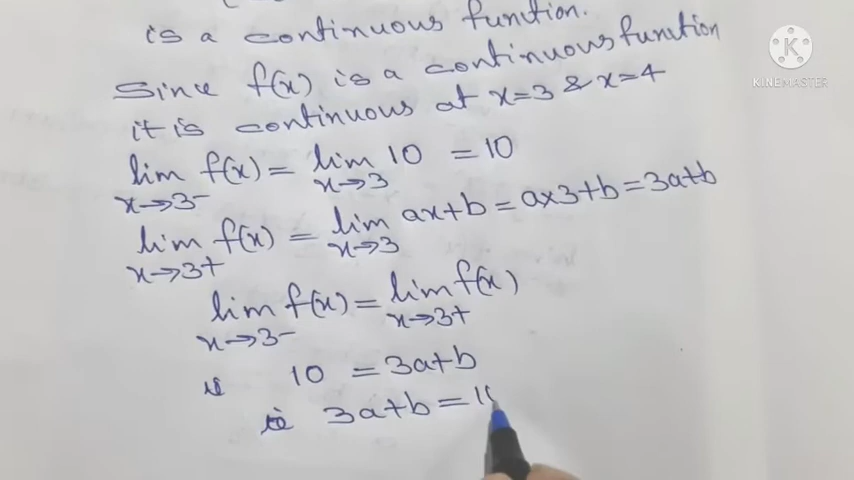 is a continuous function.
Since f(x) is a continuous function
it is continuous at x=3 & x=4
lim f(x) = lim 10 = 10
x→3- x→3
lim f(x) = lim ax+b = a×3+b = 3a+b
x→3+ x→3
lim f(x) = lim f(x)
x→3- x→3+
ie 10 = 3a+b
ie 3a+b = 1
K
KINEMASTER